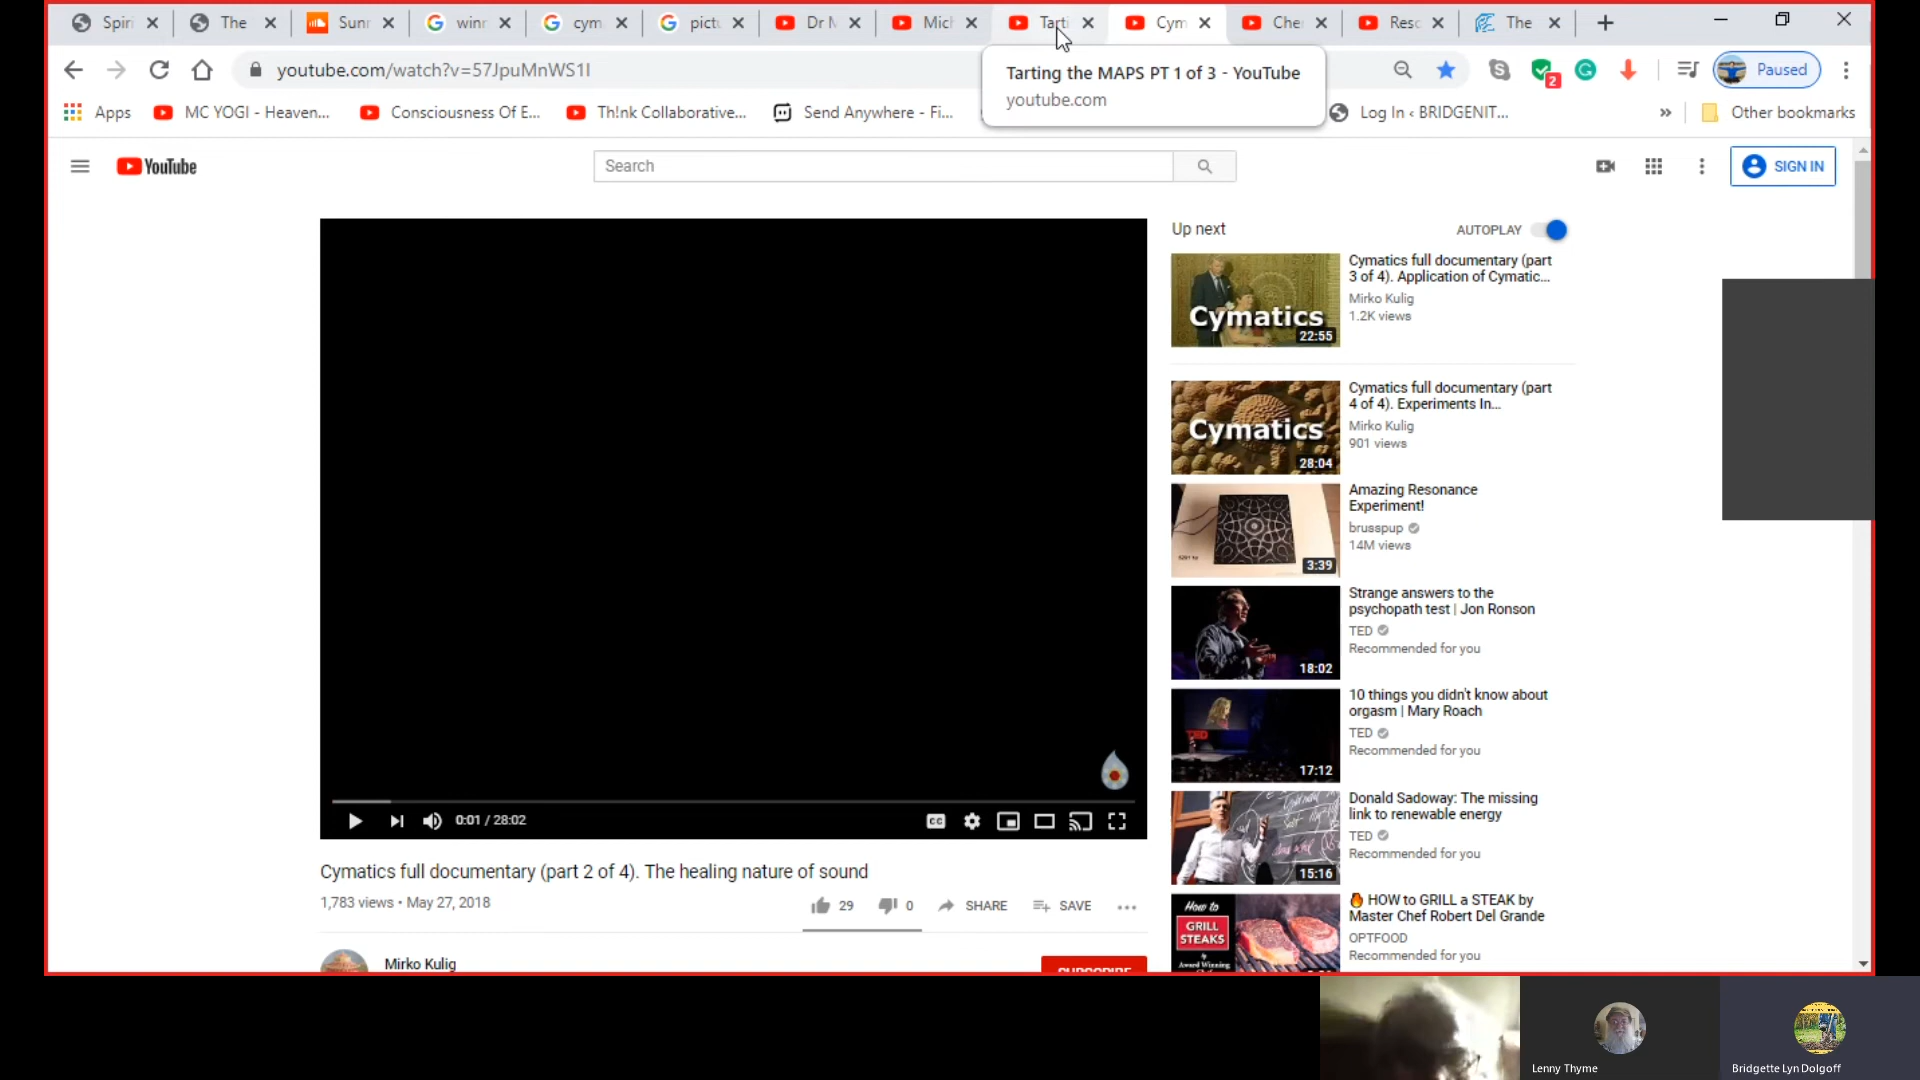 Spiri
The
Sunr
winr
cym
pictu
Dr M
Mich
Tarti
Cym
Che
Reso
The
youtube.com/watch?v=57JpuMnWS1I
Tarting the MAPS PT 1 of 3 - YouTube
youtube.com
2
Paused
Apps
MC YOGI - Heaven...
Consciousness Of E...
Th!nk Collaborative...
Send Anywhere - Fi...
Log In ‹ BRIDGENIT...
»
Other bookmarks
YouTube
Search
SIGN IN
Up next
AUTOPLAY
Cymatics
22:55
Cymatics full documentary (part
3 of 4). Application of Cymatic...
Mirko Kulig
1.2K views
Cymatics
28:04
Cymatics full documentary (part
4 of 4). Experiments In...
Mirko Kulig
901 views
3:39
Amazing Resonance
Experiment!
brusspup
14M views
18:02
Strange answers to the
psychopath test | Jon Ronson
TED
Recommended for you
TED
17:12
10 things you didn't know about
orgasm | Mary Roach
TED
Recommended for you
15:16
Donald Sadoway: The missing
link to renewable energy
TED
Recommended for you
How to
GRILL
STEAKS
by
Award Winning
🔥 HOW to GRILL a STEAK by
Master Chef Robert Del Grande
OPTFOOD
Recommended for you
0:01 / 28:02
CC
Cymatics full documentary (part 2 of 4). The healing nature of sound
1,783 views • May 27, 2018
29
0
SHARE
SAVE
Mirko Kulig
SUBSCRIBE
Lenny Thyme
Bridgette Lyn Dolgoff